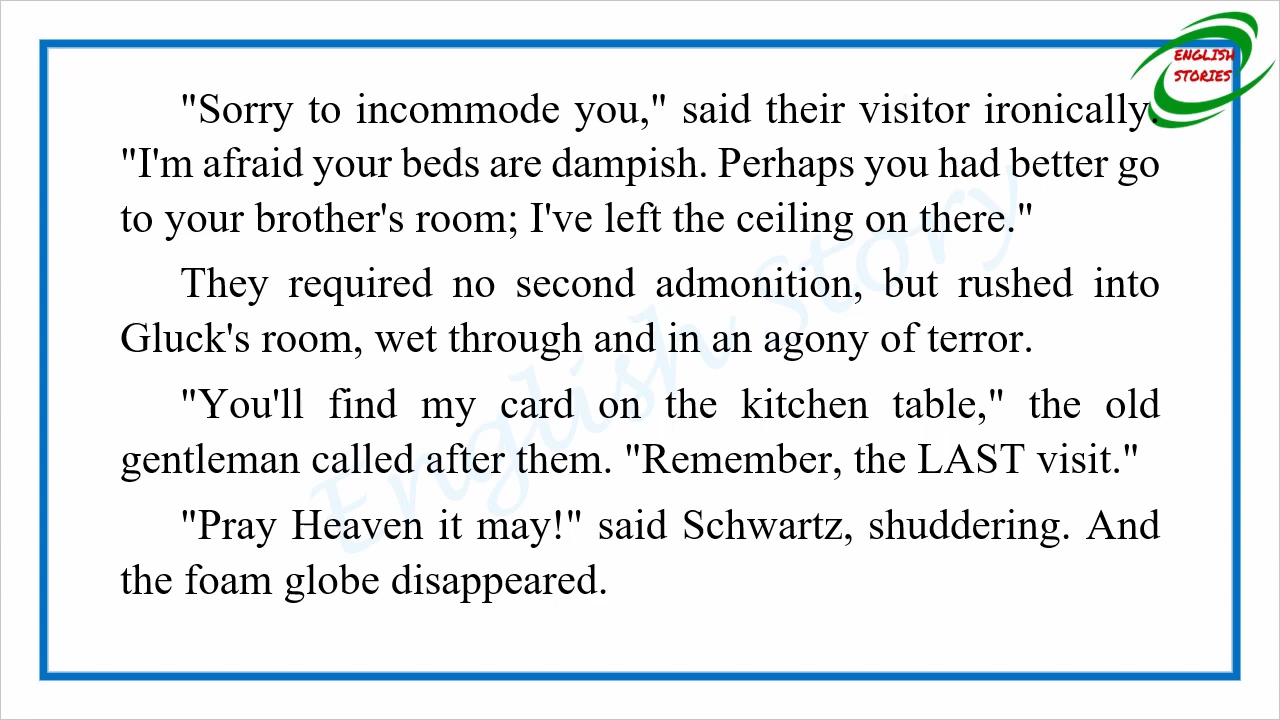 ENGLISH
STORIES
"Sorry to incommode you," said their visitor ironically.
"I'm afraid your beds are dampish. Perhaps you had better go
to your brother's room; I've left the ceiling on there."
They required no second admonition, but rushed into
Gluck's room, wet through and in an agony of terror.
"You'll find my card on the kitchen table," the old
gentleman called after them. "Remember, the LAST visit."
"Pray Heaven it may!" said Schwartz, shuddering. And
the foam globe disappeared.
English Story